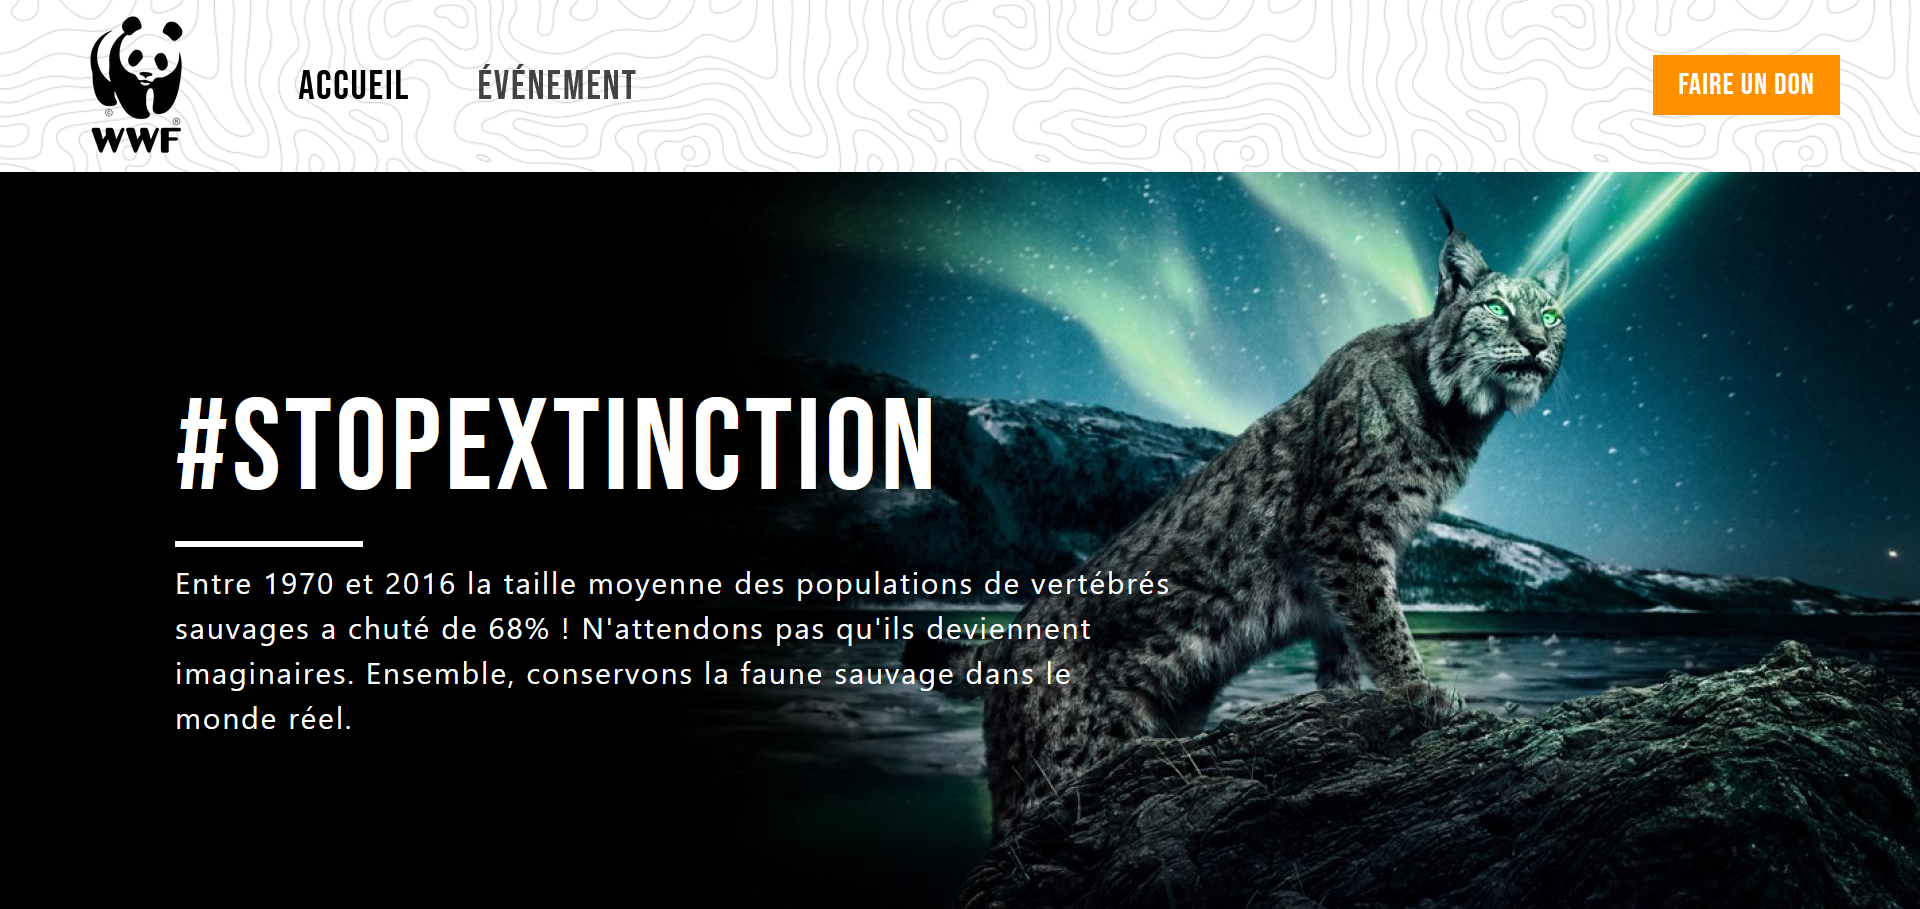 ©
®
WWF
ACCUEIL
ÉVÉNEMENT
FAIRE UN DON
#STOPEXTINCTION
Entre 1970 et 2016 la taille moyenne des populations de vertébrés
sauvages a chuté de 68% ! N'attendons pas qu'ils deviennent
imaginaires. Ensemble, conservons la faune sauvage dans le
monde réel.